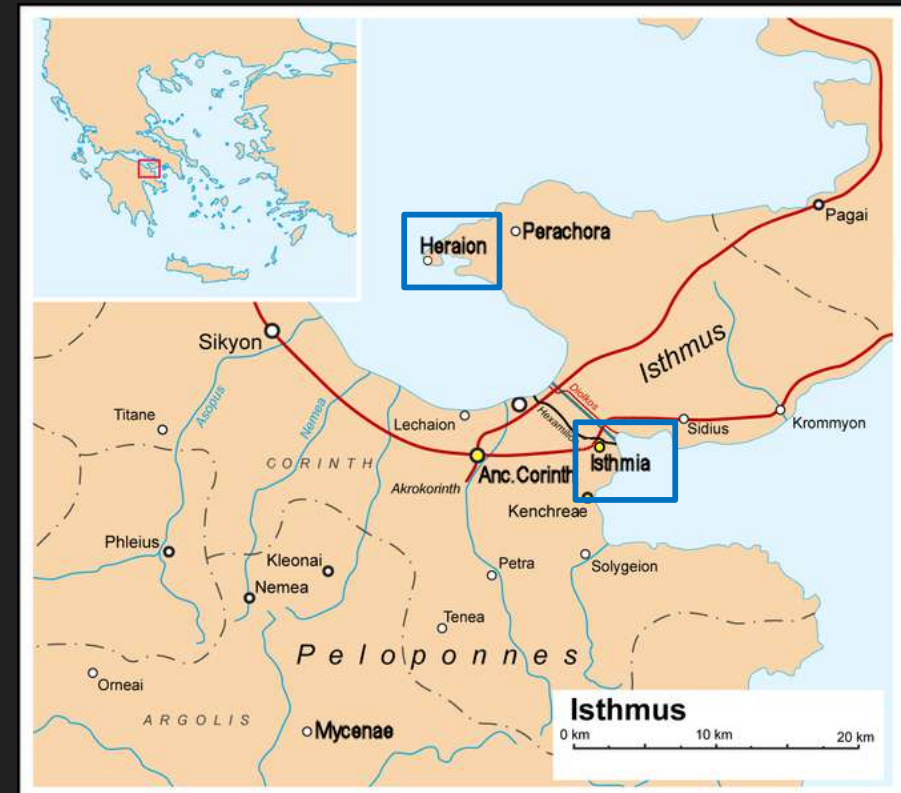 Pagai
Heraion
Perachora
Isthmus
Sikyon
Asopus
Nemea
Titane
Lechaion
Diolkos
Sidius
Krommyon
CORINTH
Akrokorinth
Anc. Corinth
Isthmia
Kenchreae
Phleius
Kleonai
Nemea
Petra
Solygeion
Tenea
Peloponnes
Orneai
ARGOLIS
Mycenae
Isthmus
0 km 10 km 20 km